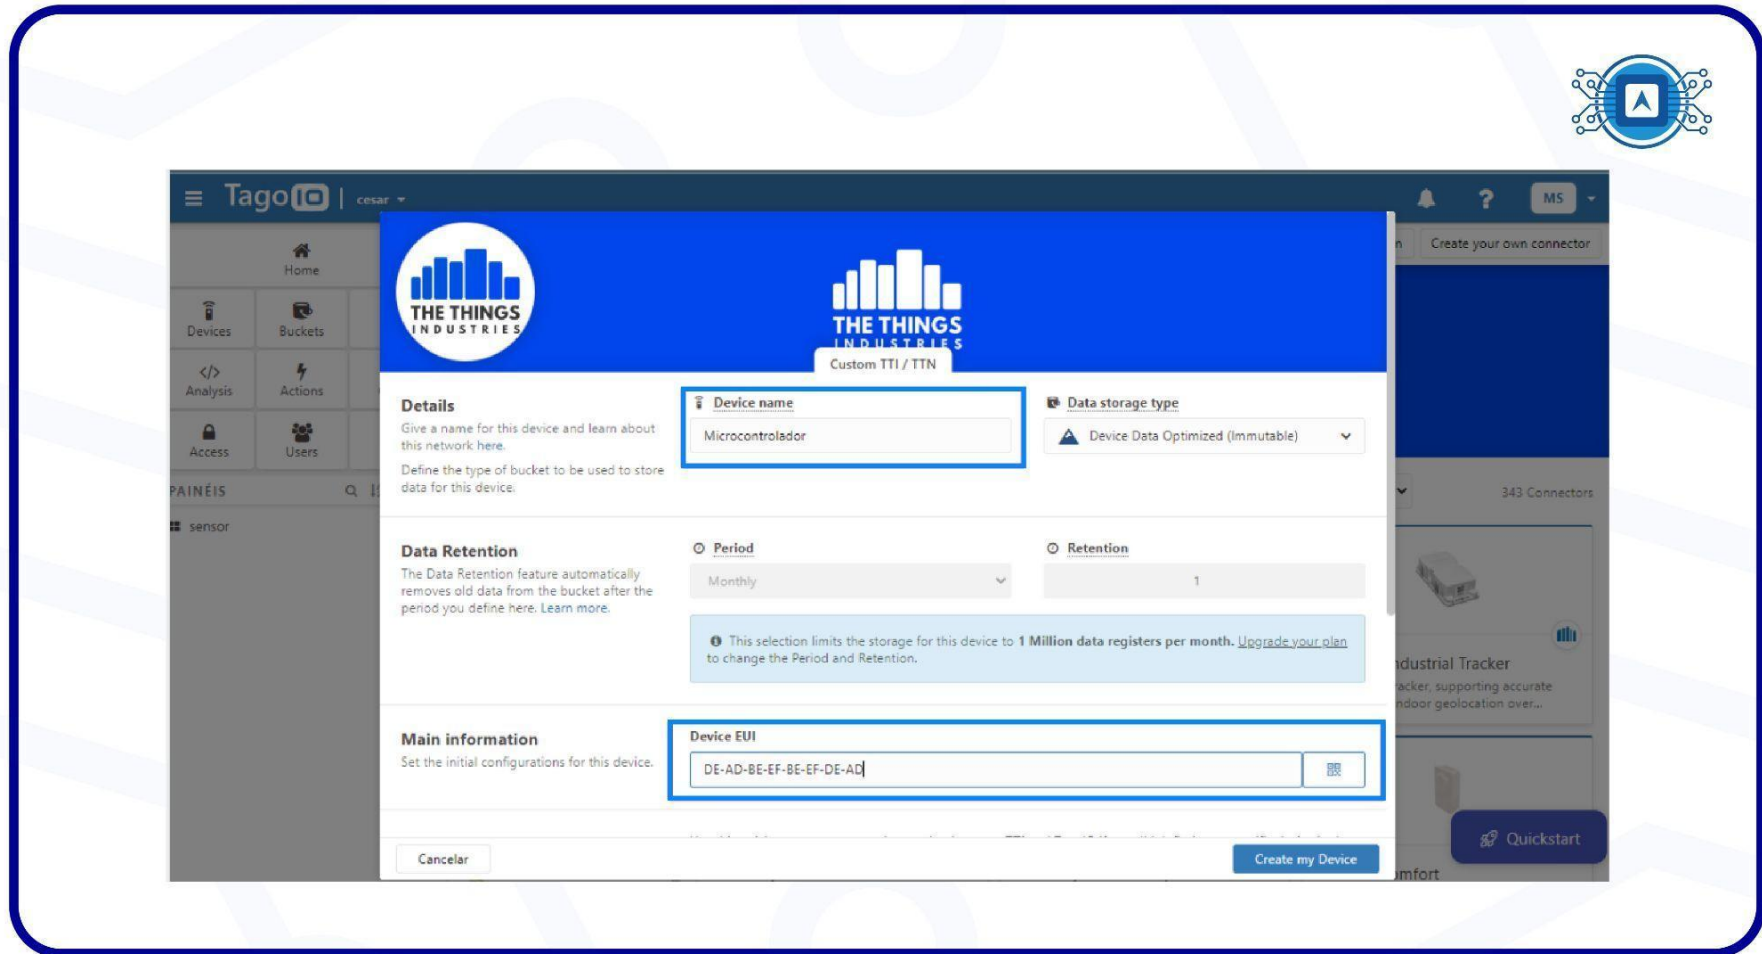 TagoIO
cesar
MS
Create your own connector
Home
Devices
Buckets
Analysis
Actions
Access
Users
PAINÉIS
sensor
THE THINGS
INDUSTRIES
THE THINGS
INDUSTRIES
Custom TTI / TTN
Details
Give a name for this device and learn about
this network here.
Define the type of bucket to be used to store
data for this device.
Device name
Microcontrolador
Data storage type
Device Data Optimized (Immutable)
Data Retention
The Data Retention feature automatically
removes old data from the bucket after the
period you define here. Learn more.
Period
Monthly
Retention
1
This selection limits the storage for this device to 1 Million data registers per month. Upgrade your plan
to change the Period and Retention.
Main information
Set the initial configurations for this device.
Device EUI
DE-AD-BE-EF-BE-EF-DE-AD
Cancelar
Create my Device
343 Connectors
Industrial Tracker
tracker, supporting accurate
indoor geolocation over...
Quickstart